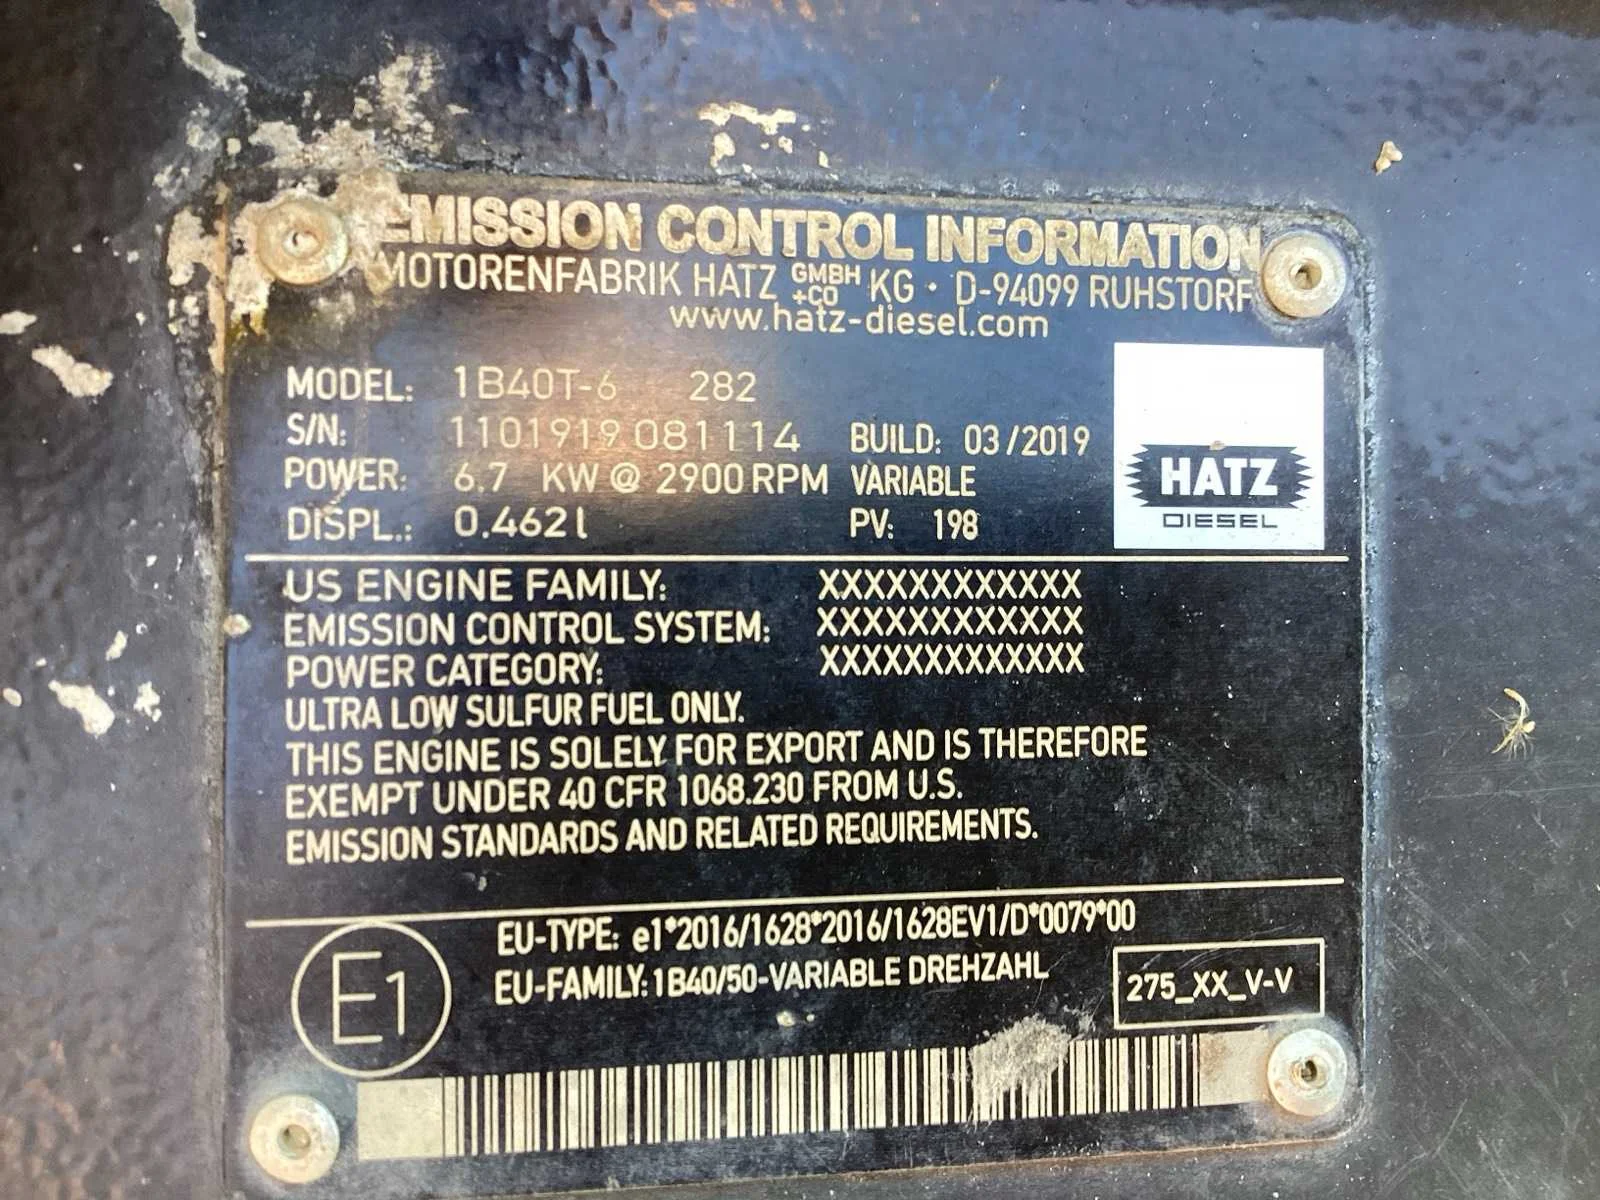 EMISSION CONTROL INFORMATION
MOTORENFABRIK HATZ GMBH +CO KG · D-94099 RUHSTORF
www.hatz-diesel.com
MODEL: 1B40T-6 282
S/N: 1101919081114 BUILD: 03/2019
POWER: 6.7 KW @ 2900 RPM VARIABLE
DISPL.: 0.462l PV: 198
HATZ
DIESEL
US ENGINE FAMILY: XXXXXXXXXXXX
EMISSION CONTROL SYSTEM: XXXXXXXXXXXX
POWER CATEGORY: XXXXXXXXXXXXX
ULTRA LOW SULFUR FUEL ONLY.
THIS ENGINE IS SOLELY FOR EXPORT AND IS THEREFORE
EXEMPT UNDER 40 CFR 1068.230 FROM U.S.
EMISSION STANDARDS AND RELATED REQUIREMENTS.
E1
EU-TYPE: e1*2016/1628*2016/1628EV1/D*0079*00
EU-FAMILY: 1B40/50-VARIABLE DREHZAHL
275_XX_V-V